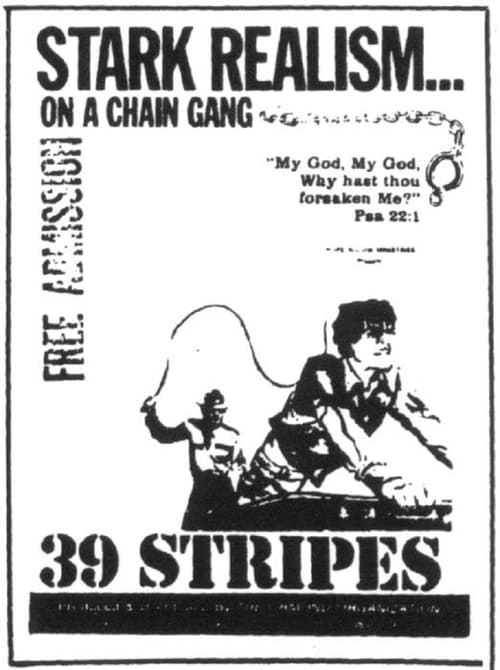 STARK REALISM...
ON A CHAIN GANG
FREE ADMISSION
"My God, My God,
Why hast thou
forsaken Me?"
Psa 22:1
39 STRIPES